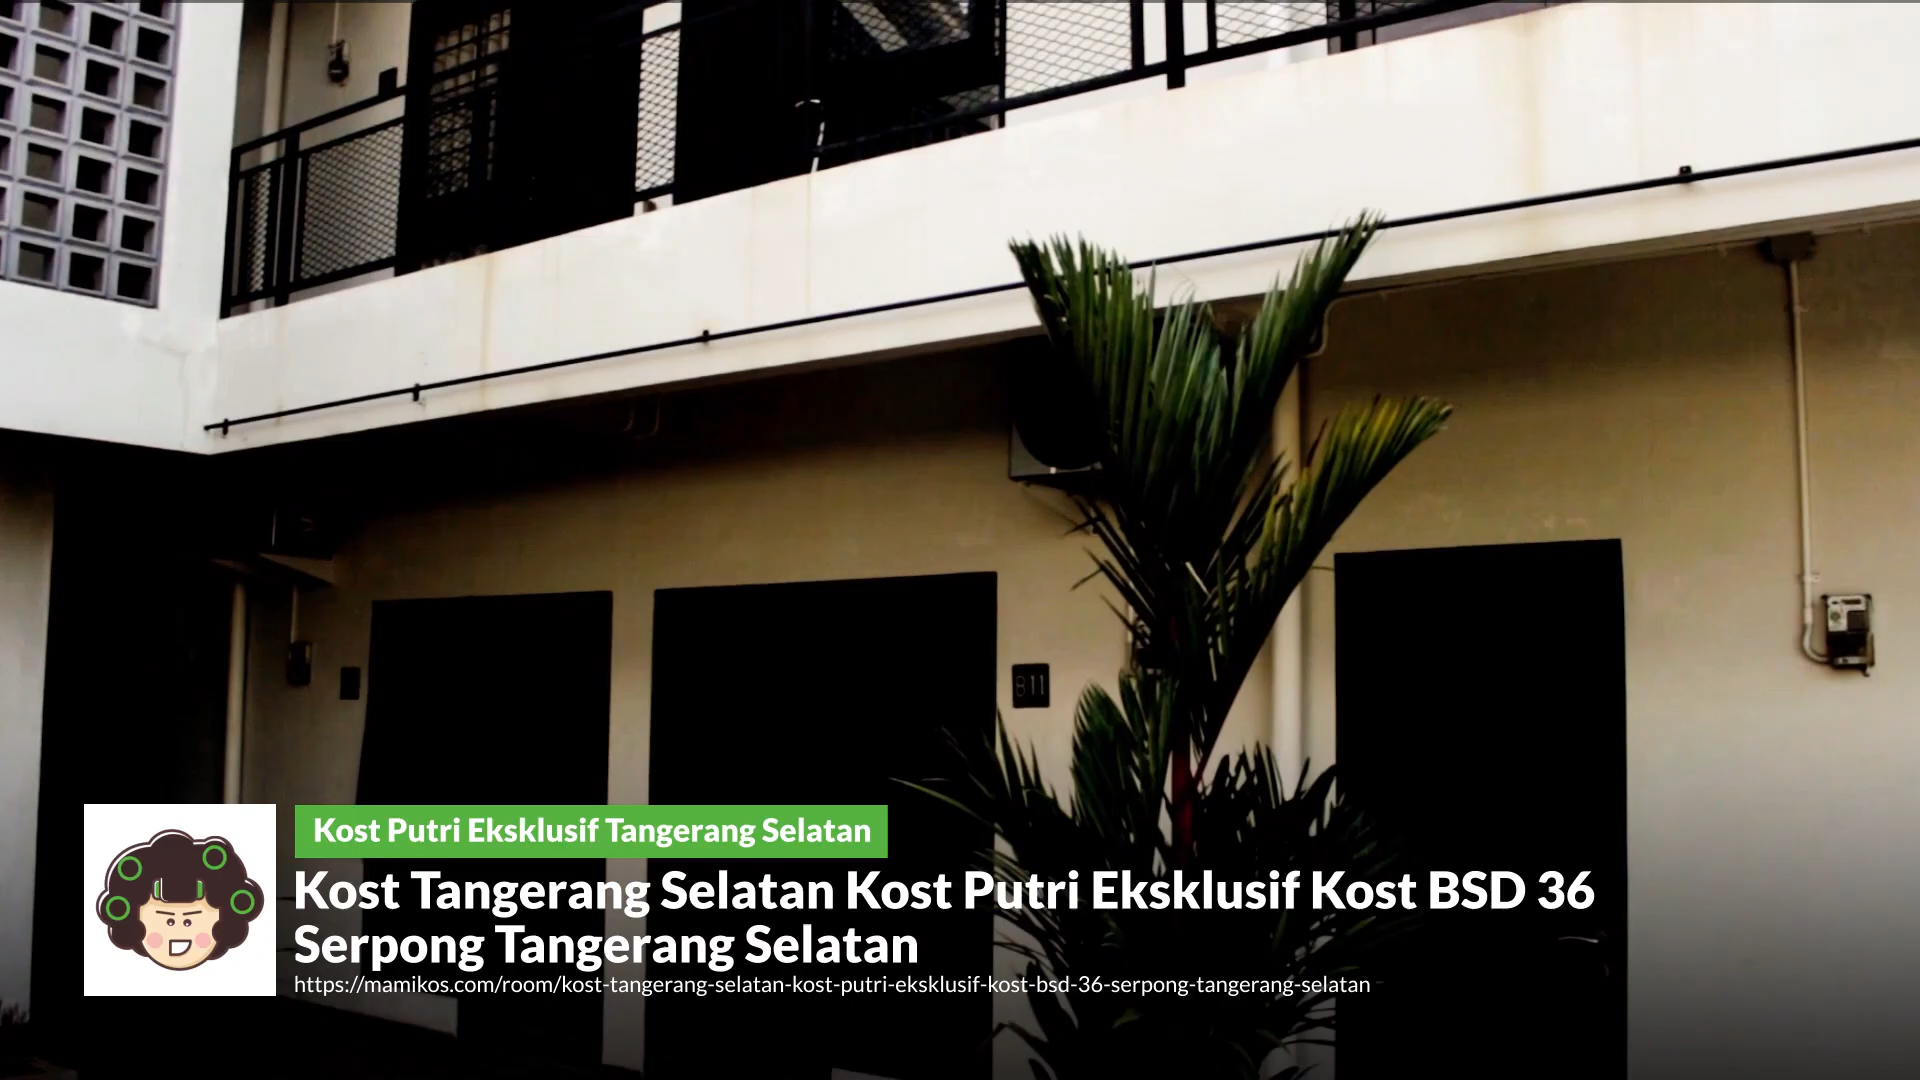 B11
Kost Putri Eksklusif Tangerang Selatan
Kost Tangerang Selatan Kost Putri Eksklusif Kost BSD 36
Serpong Tangerang Selatan
https://mamikos.com/room/kost-tangerang-selatan-kost-putri-eksklusif-kost-bsd-36-serpong-tangerang-selatan